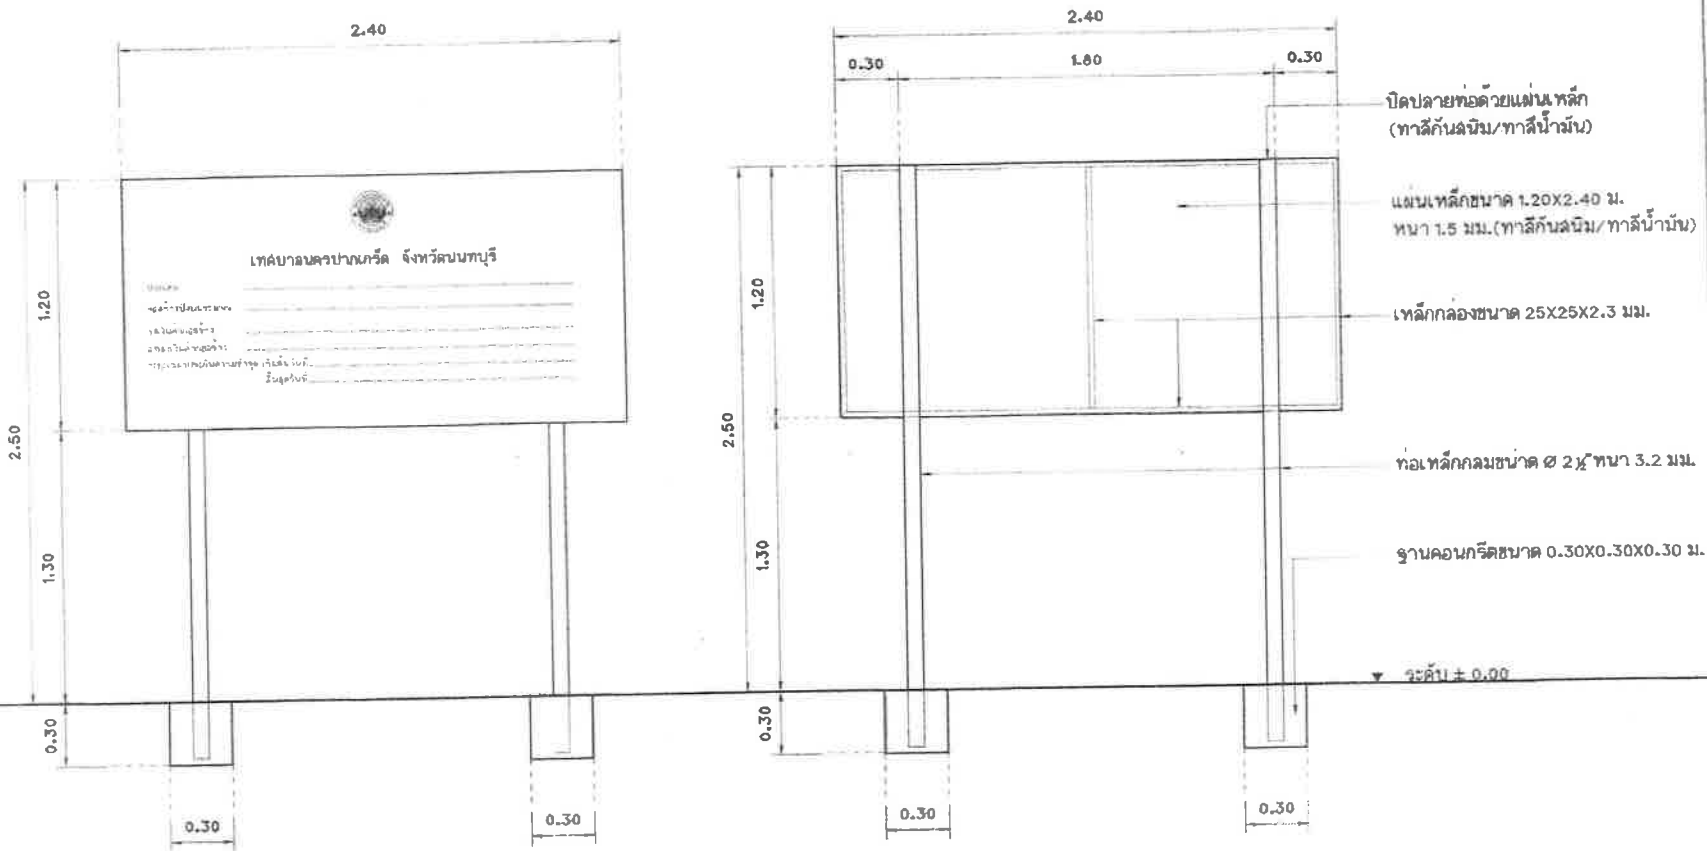 2.40
1.20
2.50
1.30
0.30
0.30
0.30
เทศบาลนครปากเกร็ด จังหวัดนนทบุรี
สิ้นสุดวันที่
2.40
0.30
1.80
0.30
1.20
2.50
1.30
0.30
0.30
0.30
ปิดปลายท่อด้วยแผ่นเหล็ก
(ทาสีกันสนิม/ทาสีน้ำมัน)
แผ่นเหล็กขนาด 1.20X2.40 ม.
หนา 1.5 มม.(ทาสีกันสนิม/ทาสีน้ำมัน)
เหล็กกล่องขนาด 25X25X2.3 มม.
ท่อเหล็กกลมขนาด Ø 2½" หนา 3.2 มม.
ฐานคอนกรีตขนาด 0.30X0.30X0.30 ม.
ระดับ ± 0.00